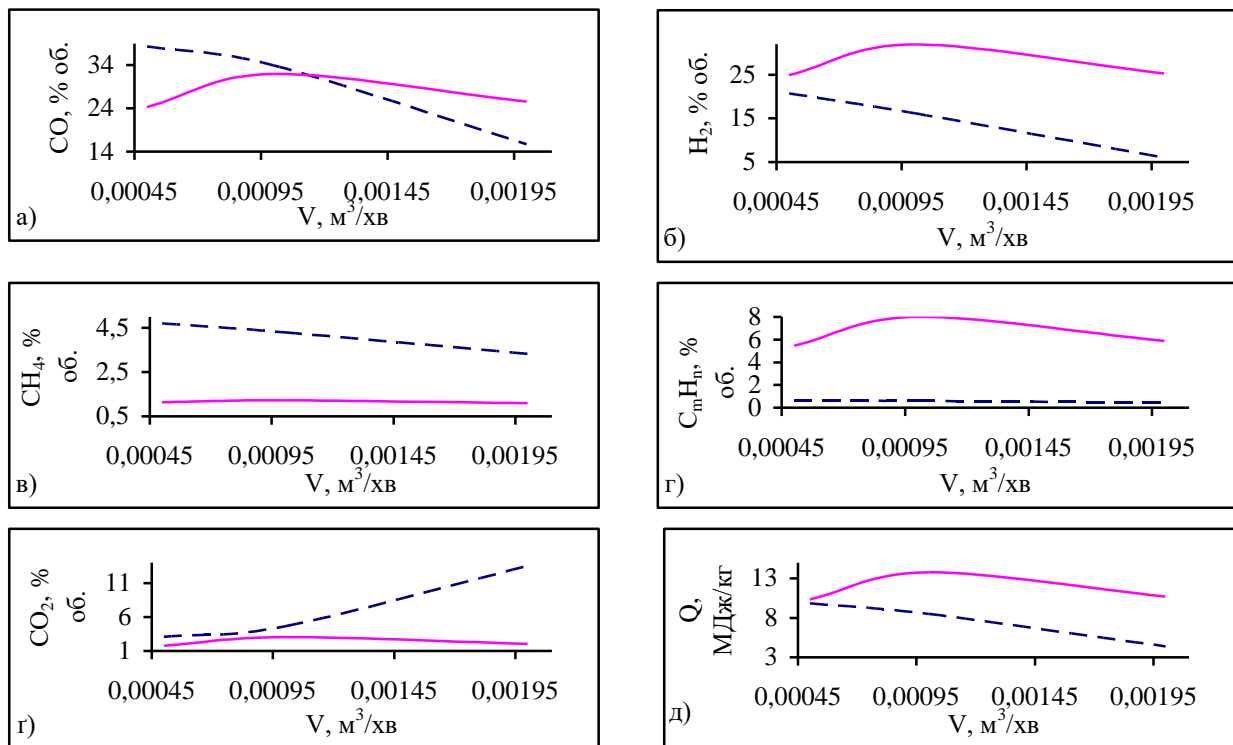 CO, % об.
34
24
14
0,00045 0,00095 0,00145 0,00195
V, м³/хв
а)
H₂, % об.
25
15
5
0,00045 0,00095 0,00145 0,00195
V, м³/хв
б)
CH₄, %
об.
4,5
2,5
0,5
0,00045 0,00095 0,00145 0,00195
V, м³/хв
в)
CₘHₙ, %
об.
8
6
4
2
0
0,00045 0,00095 0,00145 0,00195
V, м³/хв
г)
CO₂, %
об.
11
6
1
0,00045 0,00095 0,00145 0,00195
V, м³/хв
ґ)
Q,
МДж/кг
13
8
3
0,00045 0,00095 0,00145 0,00195
V, м³/хв
д)